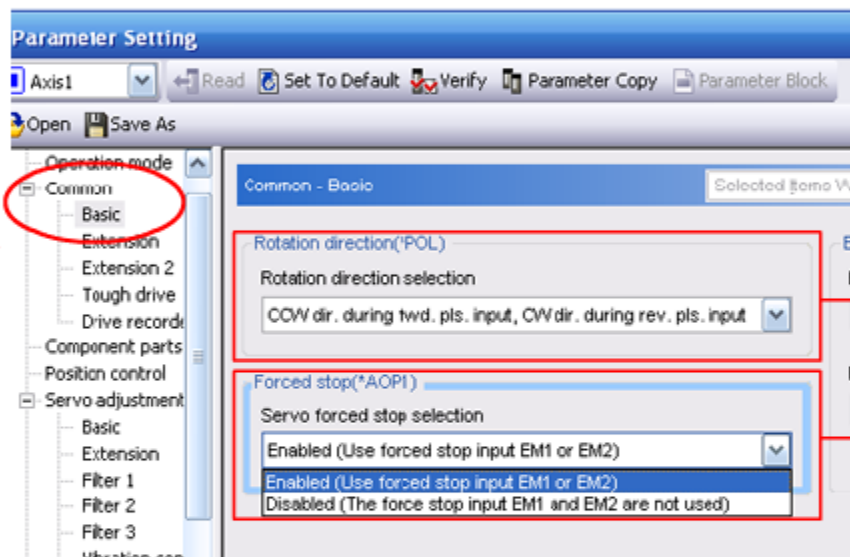 Parameter Setting
Axis1
Read
Set To Default
Verify
Parameter Copy
Parameter Block
Open
Save As
Operation mode
Common
Basic
Extension
Extension 2
Tough drive
Drive recorde
Component parts
Position control
Servo adjustment
Basic
Extension
Filter 1
Filter 2
Filter 3
Common - Basic
Selected Items W
Rotation direction(*POL)
Rotation direction selection
CCW dir. during fwd. pls. input, CW dir. during rev. pls. input
Forced stop(*AOP1)
Servo forced stop selection
Enabled (Use forced stop input EM1 or EM2)
Enabled (Use forced stop input EM1 or EM2)
Disabled (The force stop input EM1 and EM2 are not used)